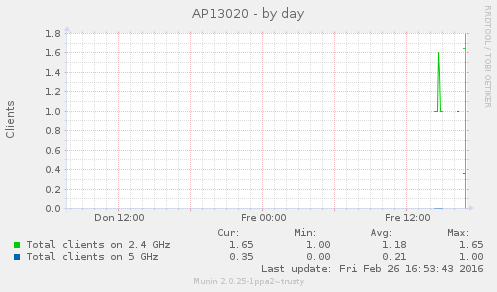 AP13020 - by day
RRDTOOL / TOBI OETIKER
Clients
1.8
1.6
1.4
1.2
1.0
0.8
0.6
0.4
0.2
0.0
Don 12:00 Fre 00:00 Fre 12:00
Cur: Min: Avg: Max:
Total clients on 2.4 GHz 1.65 1.00 1.18 1.65
Total clients on 5 GHz 0.35 0.00 0.21 1.00
Last update: Fri Feb 26 16:53:43 2016
Munin 2.0.25-1ppa2~trusty